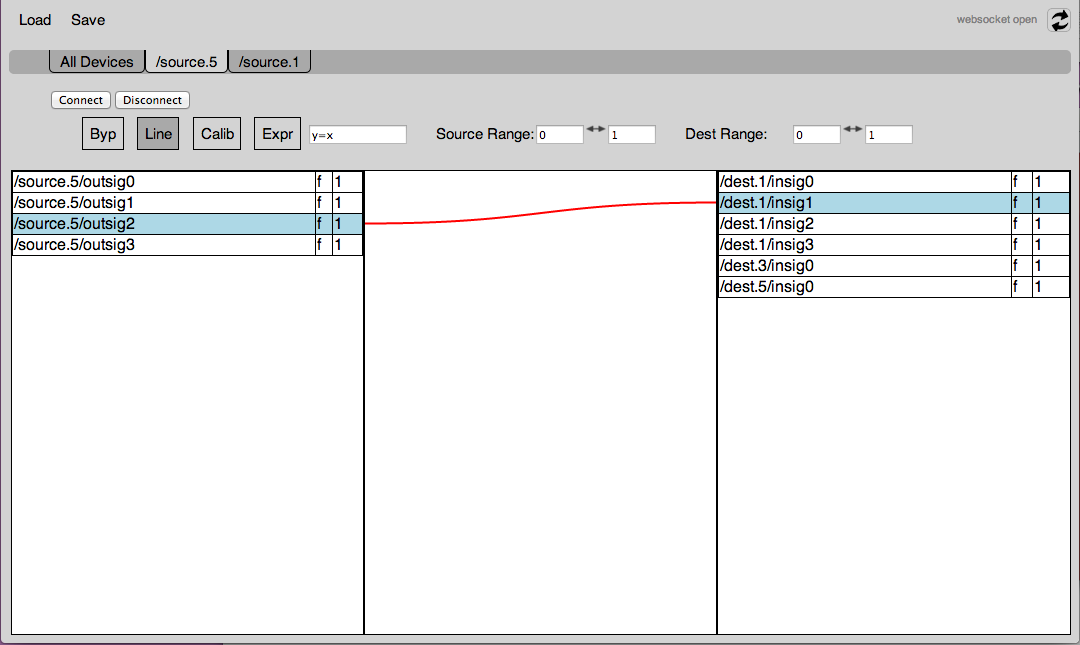 Load Save websocket open
All Devices /source.5 /source.1
Connect Disconnect
Byp Line Calib Expr y=x Source Range: 0 1 Dest Range: 0 1
/source.5/outsig0 f 1 /dest.1/insig0 f 1
/source.5/outsig1 f 1 /dest.1/insig1 f 1
/source.5/outsig2 f 1 /dest.1/insig2 f 1
/source.5/outsig3 f 1 /dest.1/insig3 f 1
/dest.3/insig0 f 1
/dest.5/insig0 f 1